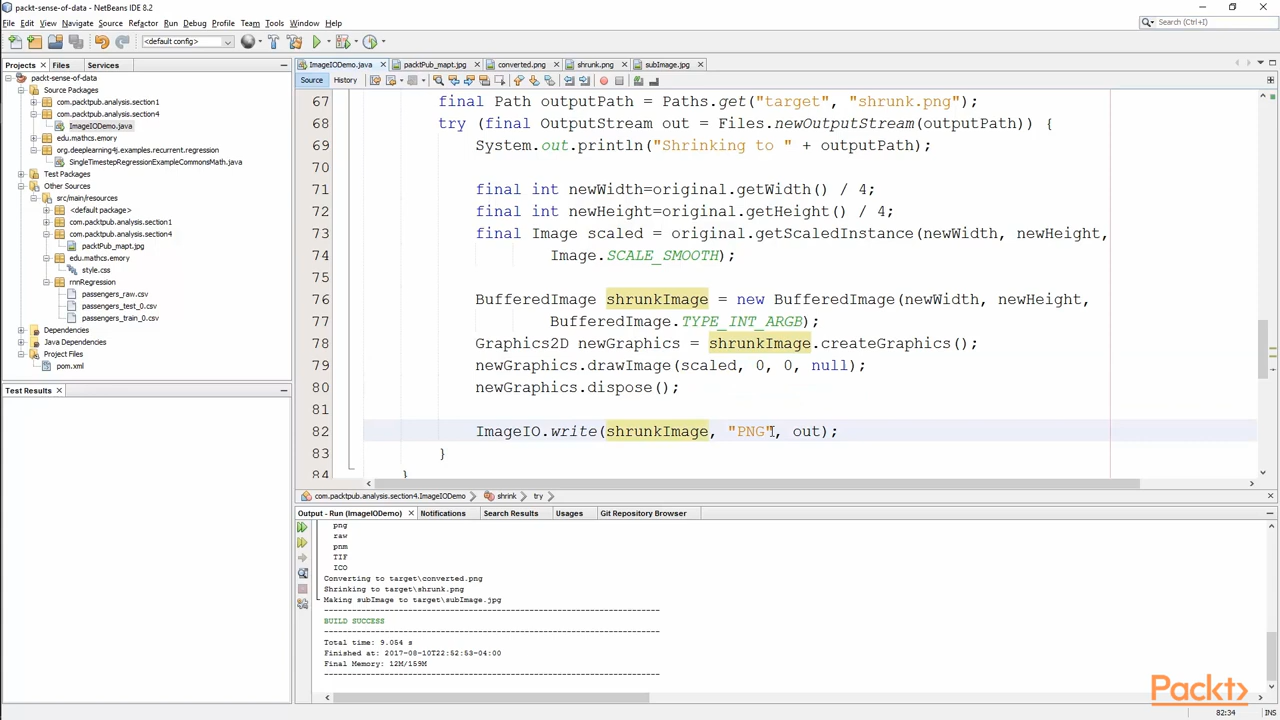 packt-sense-of-data - NetBeans IDE 8.2
File Edit View Navigate Source Refactor Run Debug Profile Team Tools Window Help
Search (Ctrl+I)
<default config>
Projects Files Services
packt-sense-of-data
Source Packages
com.packtpub.analysis.section1
com.packtpub.analysis.section4
ImageIODemo.java
edu.mathcs.emory
org.deeplearning4j.examples.recurrent.regression
SingleTimestepRegressionExampleCommonsMath.java
Test Packages
Other Sources
src/main/resources
<default package>
com.packtpub.analysis.section1
com.packtpub.analysis.section4
packtPub_mapt.jpg
edu.mathcs.emory
style.css
rnnRegression
passengers_raw.csv
passengers_test_0.csv
passengers_train_0.csv
Dependencies
Java Dependencies
Project Files
pom.xml
Test Results
ImageIODemo.java packtPub_mapt.jpg converted.png shrunk.png subImage.jpg
Source History
67 final Path outputPath = Paths.get("target", "shrunk.png");
68 try (final OutputStream out = Files.newOutputStream(outputPath)) {
69 System.out.println("Shrinking to " + outputPath);
70
71 final int newWidth=original.getWidth() / 4;
72 final int newHeight=original.getHeight() / 4;
73 final Image scaled = original.getScaledInstance(newWidth, newHeight,
74 Image.SCALE_SMOOTH);
75
76 BufferedImage shrunkImage = new BufferedImage(newWidth, newHeight,
77 BufferedImage.TYPE_INT_ARGB);
78 Graphics2D newGraphics = shrunkImage.createGraphics();
79 newGraphics.drawImage(scaled, 0, 0, null);
80 newGraphics.dispose();
81
82 ImageIO.write(shrunkImage, "PNG", out);
83 }
84 }
com.packtpub.analysis.section4.ImageIODemo shrink try
Output - Run (ImageIODemo) Notifications Search Results Usages Git Repository Browser
png
raw
pnm
TIF
ICO
Converting to target\converted.png
Shrinking to target\shrunk.png
Making subImage to target\subImage.jpg
------------------------------------------------------------------------
BUILD SUCCESS
------------------------------------------------------------------------
Total time: 9.054 s
Finished at: 2017-08-10T22:52:53-04:00
Final Memory: 12M/159M
------------------------------------------------------------------------
Packt>
82:34 INS